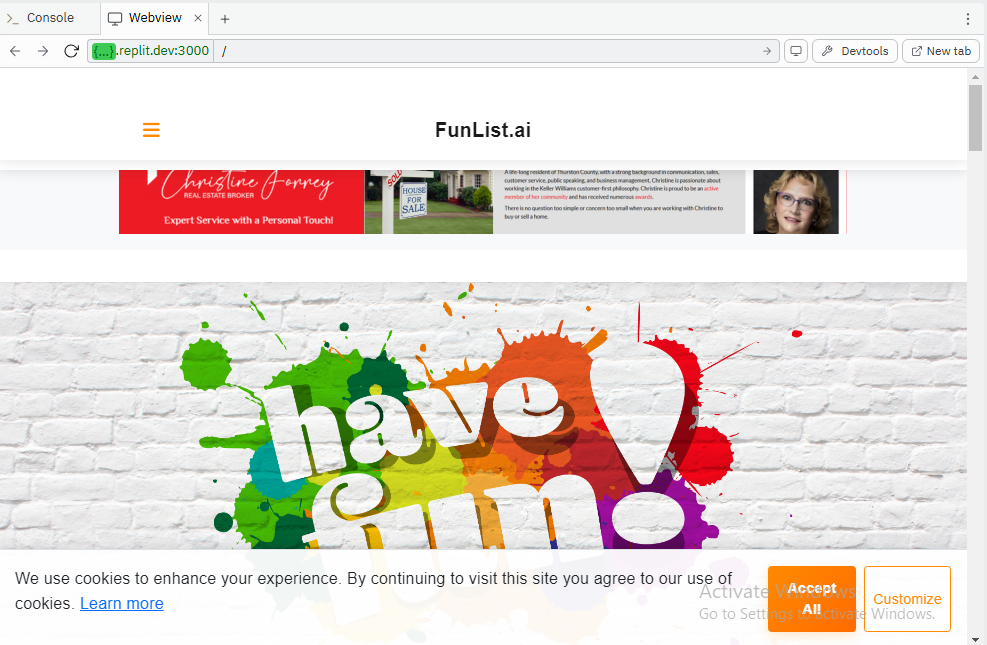 Console
Webview
{...}.replit.dev:3000 /
Devtools
New tab
FunList.ai
Christine Forrey
REAL ESTATE BROKER
Expert Service with a Personal Touch!
SOLD
HOUSE
FOR
SALE
A life-long resident of Thurston County, with a strong background in communication, sales,
customer service, public speaking, and business management, Christine is passionate about
working in the Keller Williams customer-first philosophy. Christine is proud to be an active
member of her community and has received numerous awards.
There is no question too simple or concern too small when you are working with Christine to
buy or sell a home.
have
fun!
We use cookies to enhance your experience. By continuing to visit this site you agree to our use of
cookies. Learn more
Accept
All!
Customize
Activate Windows
Go to Settings to activate Windows.